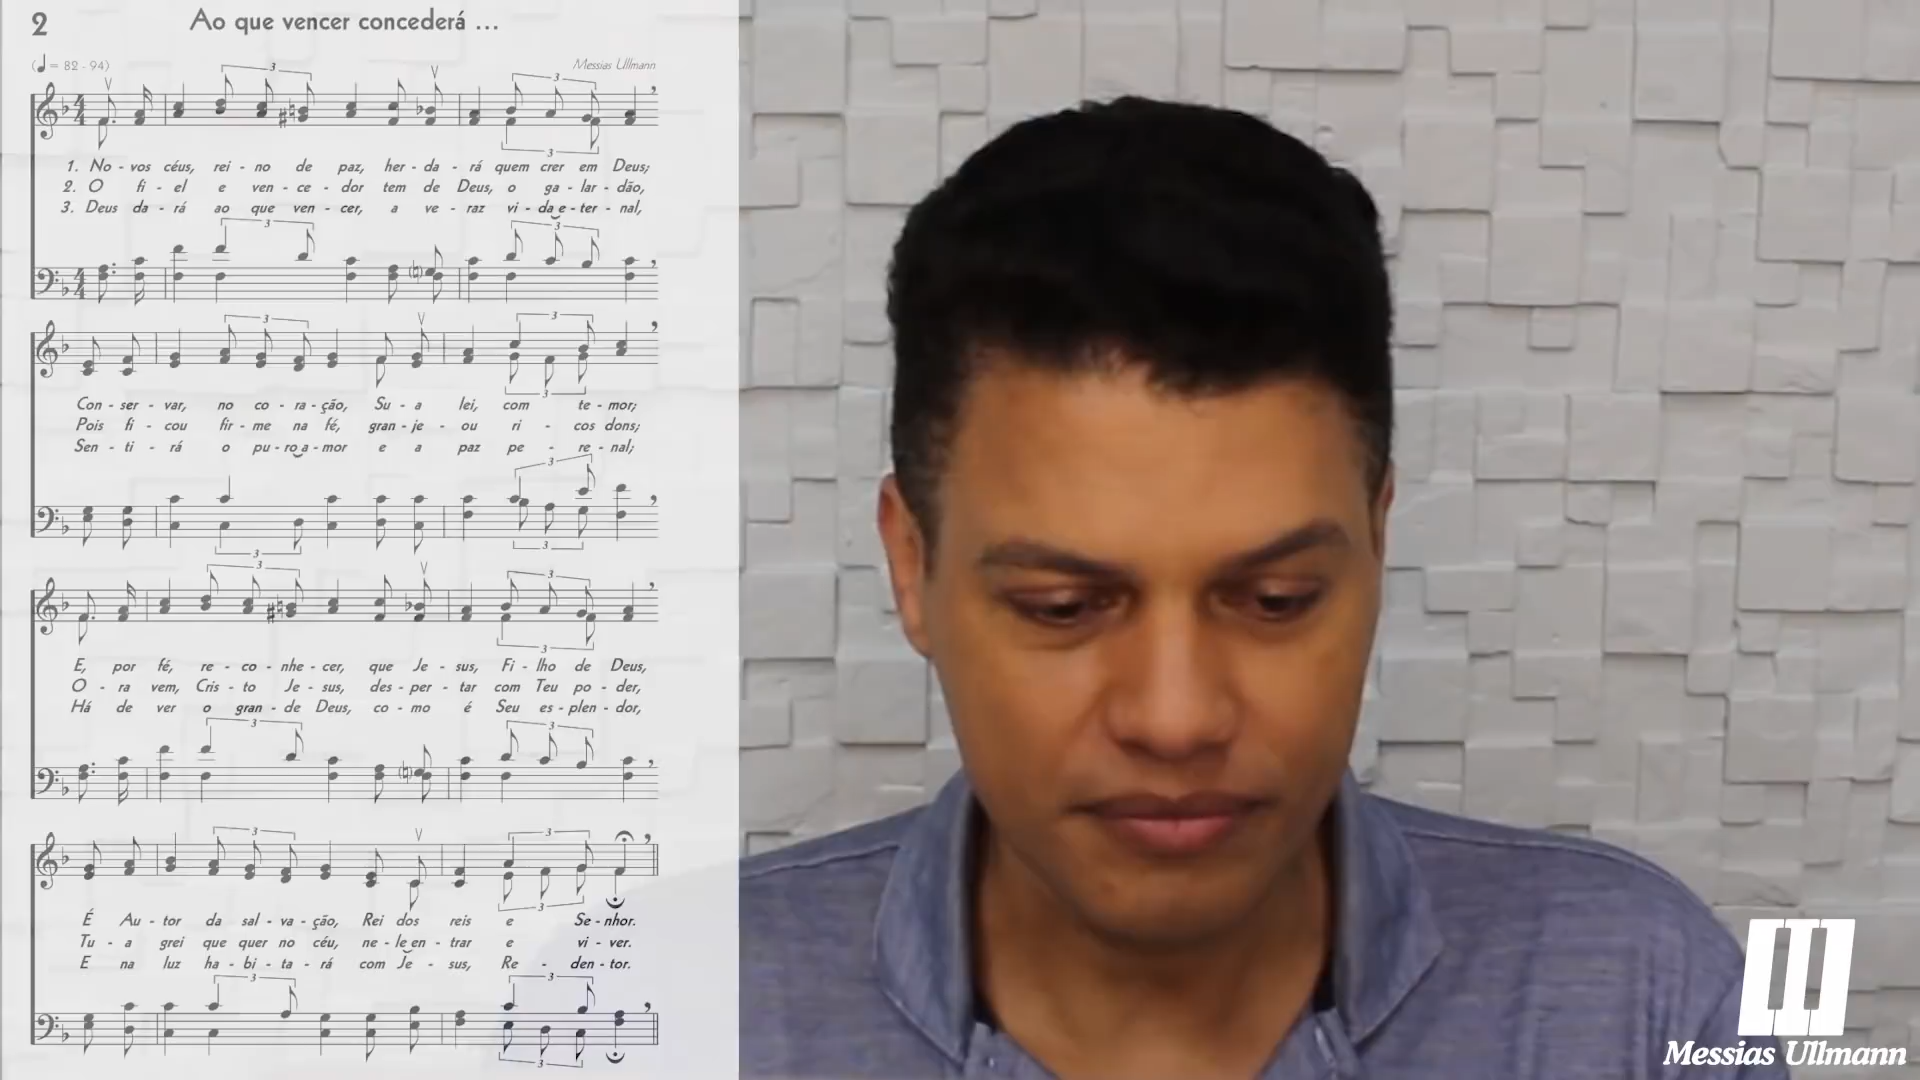 2
Ao que vencer concederá ...
(♩= 82 - 94)
Messias Ullmann
1. No - vos céus, rei - no de paz, her - da - rá quem crer em Deus;
2. O fi - el e ven - ce - dor tem de Deus, o ga - lar - dão,
3. Deus da - rá ao que ven - cer, a ve - raz vi - da e - ter - nal,
Con - ser - var, no co - ra - ção, Su - a lei, com te - mor;
Pois fi - cou fir - me na fé, gran - je - ou ri - cos dons;
Sen - ti - rá o pu - ro a - mor e a paz pe - re - nal;
E, por fé, re - co - nhe - cer, que Je - sus, Fi - lho de Deus,
O - ra vem, Cris - to Je - sus, des - per - tar com Teu po - der,
Há de ver o gran - de Deus, co - mo é Seu es - plen - dor,
É Au - tor da sal - va - ção, Rei dos reis e Se - nhor.
Tu - a grei que quer no céu, ne - le en - trar e vi - ver.
E na luz ha - bi - ta - rá com Je - sus, Re - den - tor.
Messias Ullmann